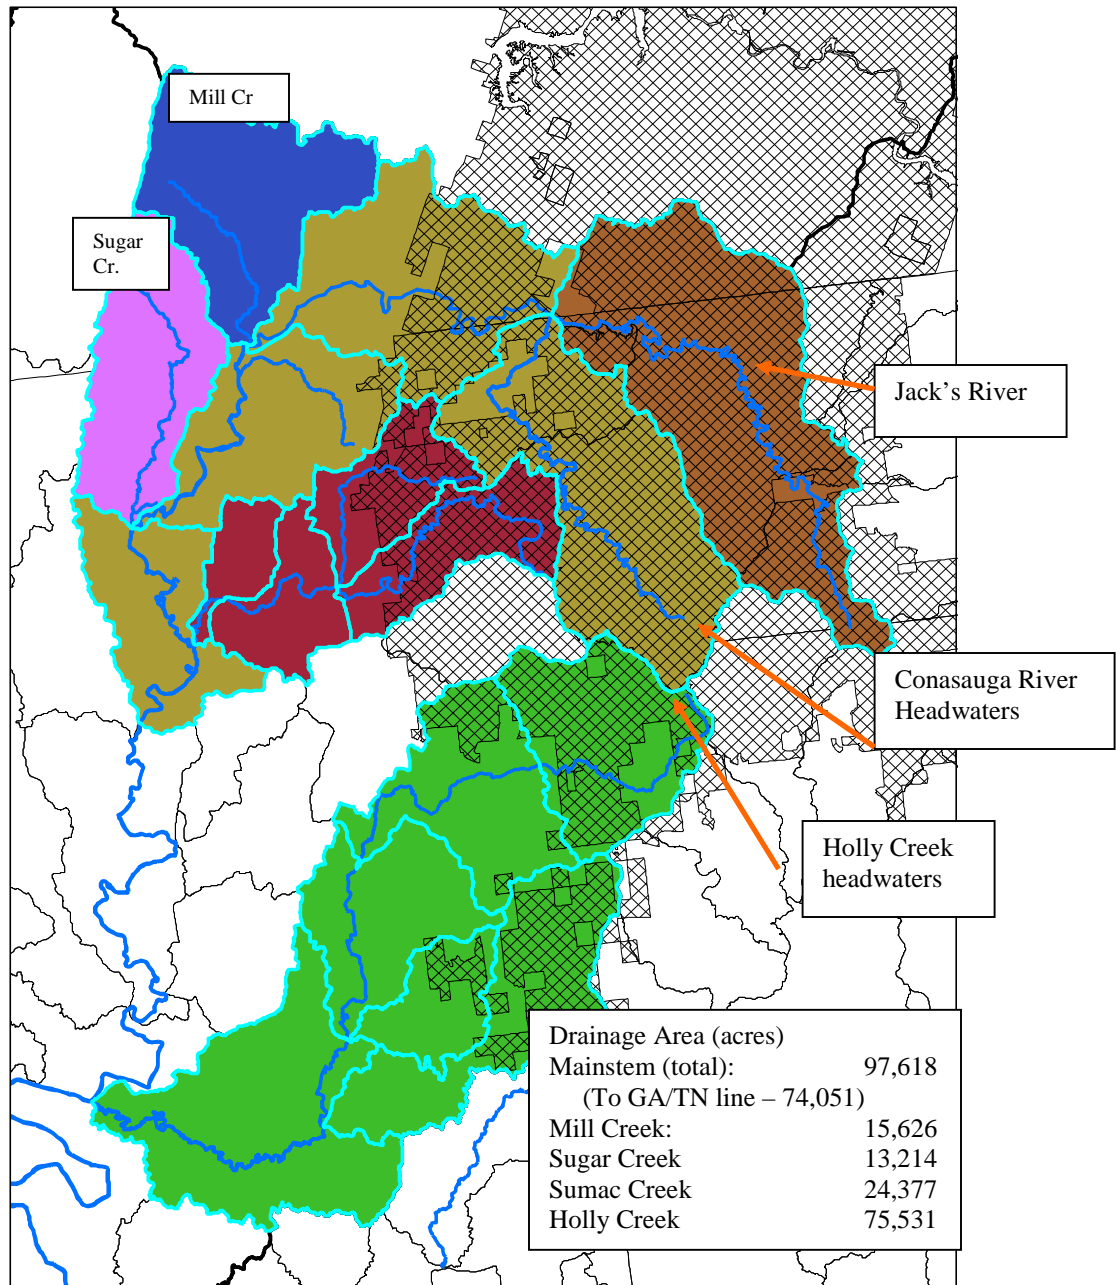 Mill Cr
Sugar
Cr.
Jack’s River
Conasauga River
Headwaters
Holly Creek
headwaters
Drainage Area (acres)
Mainstem (total): 97,618
(To GA/TN line – 74,051)
Mill Creek: 15,626
Sugar Creek 13,214
Sumac Creek 24,377
Holly Creek 75,531